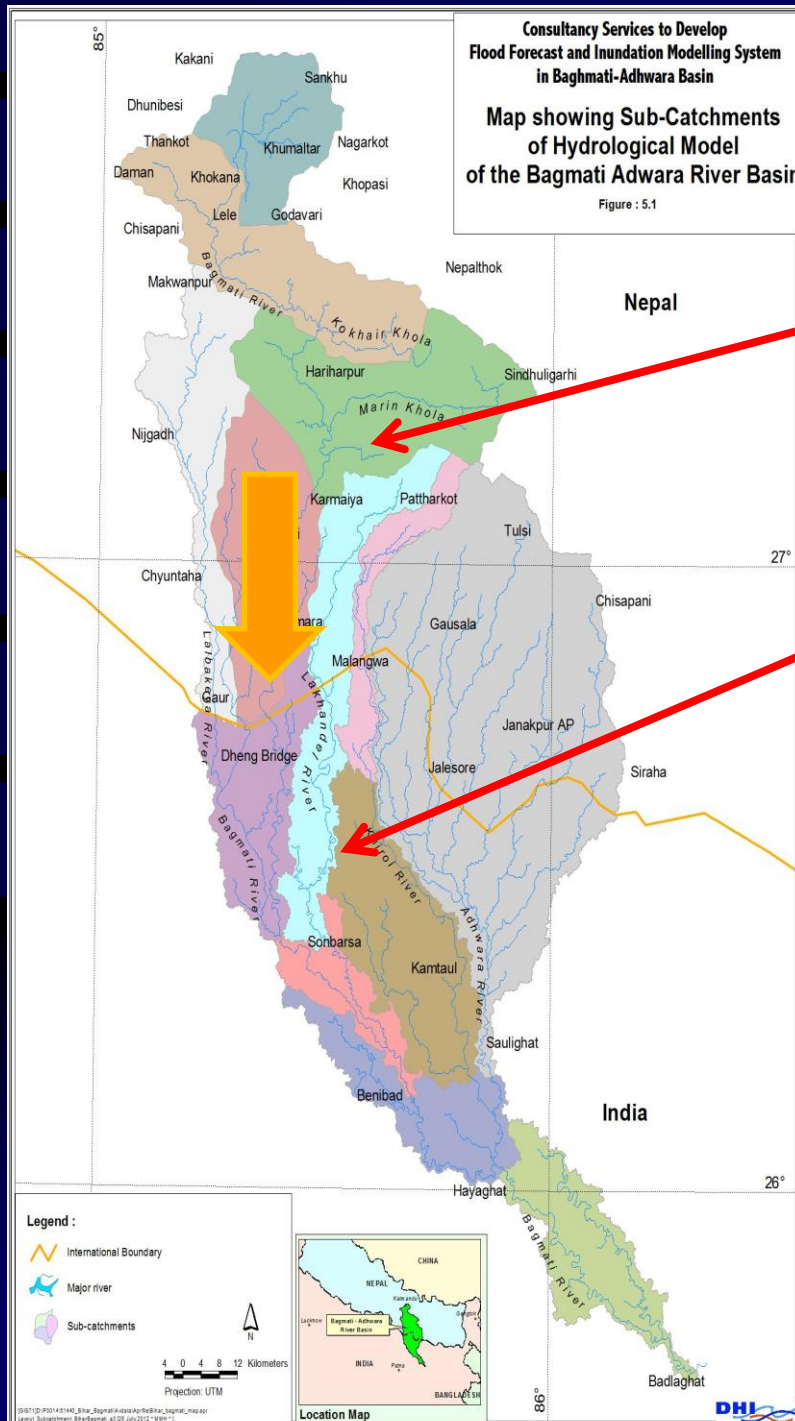 Consultancy Services to Develop
Flood Forecast and Inundation Modelling System
in Baghmati-Adhwara Basin
Map showing Sub-Catchments
of Hydrological Model
of the Bagmati Adwara River Basin
Figure : 5.1
85°
Kakani
Sankhu
Dhunibesi
Thankot
Khumaltar
Nagarkot
Daman
Khokana
Khopasi
Lele
Godavari
Chisapani
Nepalthok
Makwanpur
Bagmati River
Nepal
Kokhair Khola
Hariharpur
Sindhuligarhi
Marin Khola
Nijgadh
Karmaiya
Pattharkot
Tulsi
27°
Chyuntaha
Chisapani
Gausala
Malangwa
Lalbakeya River
Gaur
Lakhandei River
Janakpur AP
Dheng Bridge
Jalesore
Siraha
Bagmati River
River
Adhwara River
Sonbarsa
Kamtaul
Saulighat
Benibad
India
Hayaghat
26°
Bagmati River
Badlaghat
86°
Legend :
International Boundary
Major river
Sub-catchments
N
4 0 4 8 12 Kilometers
Projection: UTM
CHINA
NEPAL
Bagmati - Adhwara
River Basin
INDIA
Patna
BANGLADESH
Location Map
DHI